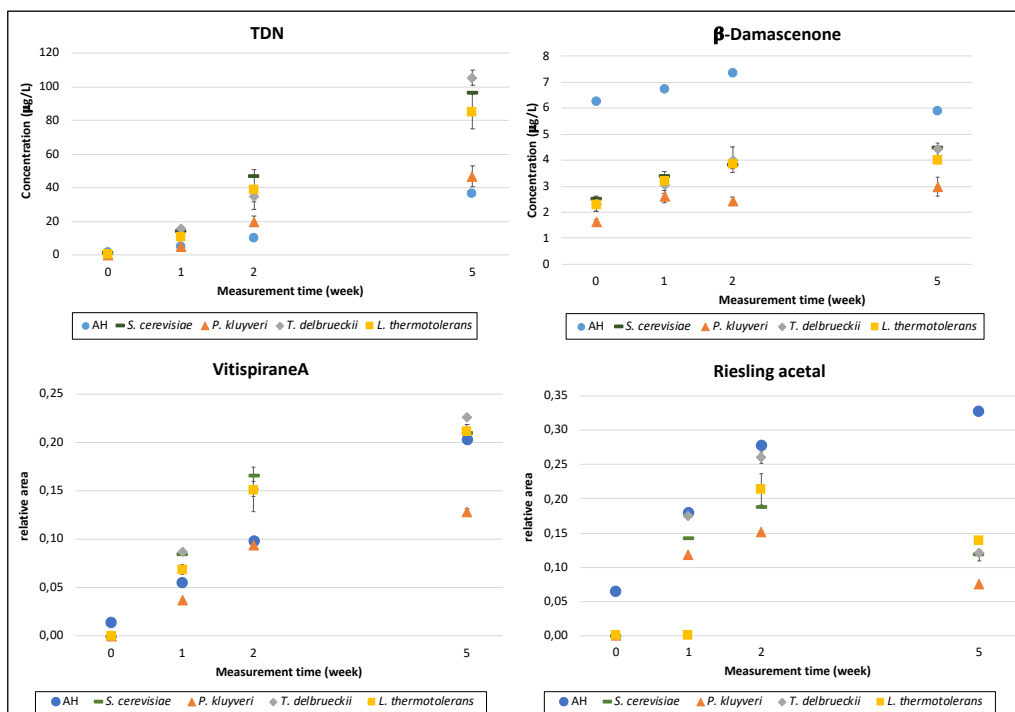 TDN
Concentration (µg/L)
120
100
80
60
40
20
0
0 1 2 5
Measurement time (week)
AH S. cerevisiae P. kluyveri T. delbrueckii L. thermotolerans
β-Damascenone
Concentration (µg/L)
8
7
6
5
4
3
2
1
0
0 1 2 5
Measurement time (week)
AH S. cerevisiae P. kluyveri T. delbrueckii L. thermotolerans
VitispiraneA
relative area
0,25
0,20
0,15
0,10
0,05
0,00
0 1 2 5
Measurement time (week)
AH S. cerevisiae P. kluyveri T. delbrueckii L. thermotolerans
Riesling acetal
relative area
0,35
0,30
0,25
0,20
0,15
0,10
0,05
0,00
0 1 2 5
Measurement time (week)
AH S. cerevisiae P. kluyveri T. delbrueckii L. thermotolerans